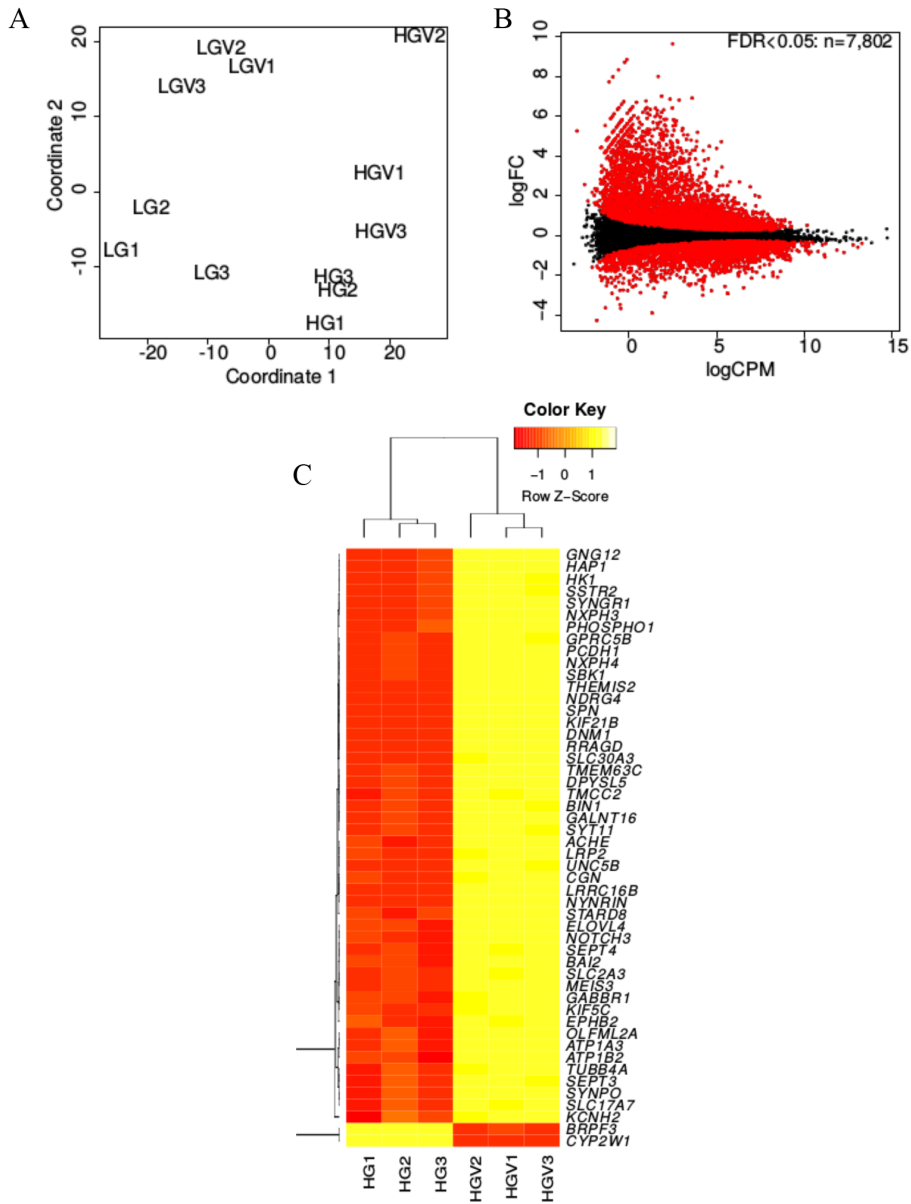 A
Coordinate 2
20
10
0
-10
HGV2
LGV2
LGV1
LGV3
HGV1
LG2
HGV3
LG1
LG3
HG3
HG2
HG1
-20
-10
0
10
20
Coordinate 1
B
FDR<0.05: n=7,802
logFC
10
8
6
4
2
0
-2
-4
0
5
10
15
logCPM
C
Color Key
-1 0 1
Row Z-Score
GNG12
HAP1
HK1
SSTR2
SYNGR1
NXPH3
PHOSPHO1
GPRC5B
PCDH1
NXPH4
SBK1
THEMIS2
NDRG4
SPN
KIF21B
DNM1
RRAGD
SLC30A3
TMEM63C
DPYSL5
TMCC2
BIN1
GALNT16
SYT11
ACHE
LRP2
UNC5B
CGN
LRRC16B
NYNRIN
STARD8
ELOVL4
NOTCH3
SEPT4
BAI2
SLC2A3
MEIS3
GABBR1
KIF5C
EPHB2
OLFML2A
ATP1A3
ATP1B2
TUBB4A
SEPT3
SYNPO
SLC17A7
KCNH2
BRPF3
CYP2W1
HG1
HG2
HG3
HGV2
HGV1
HGV3